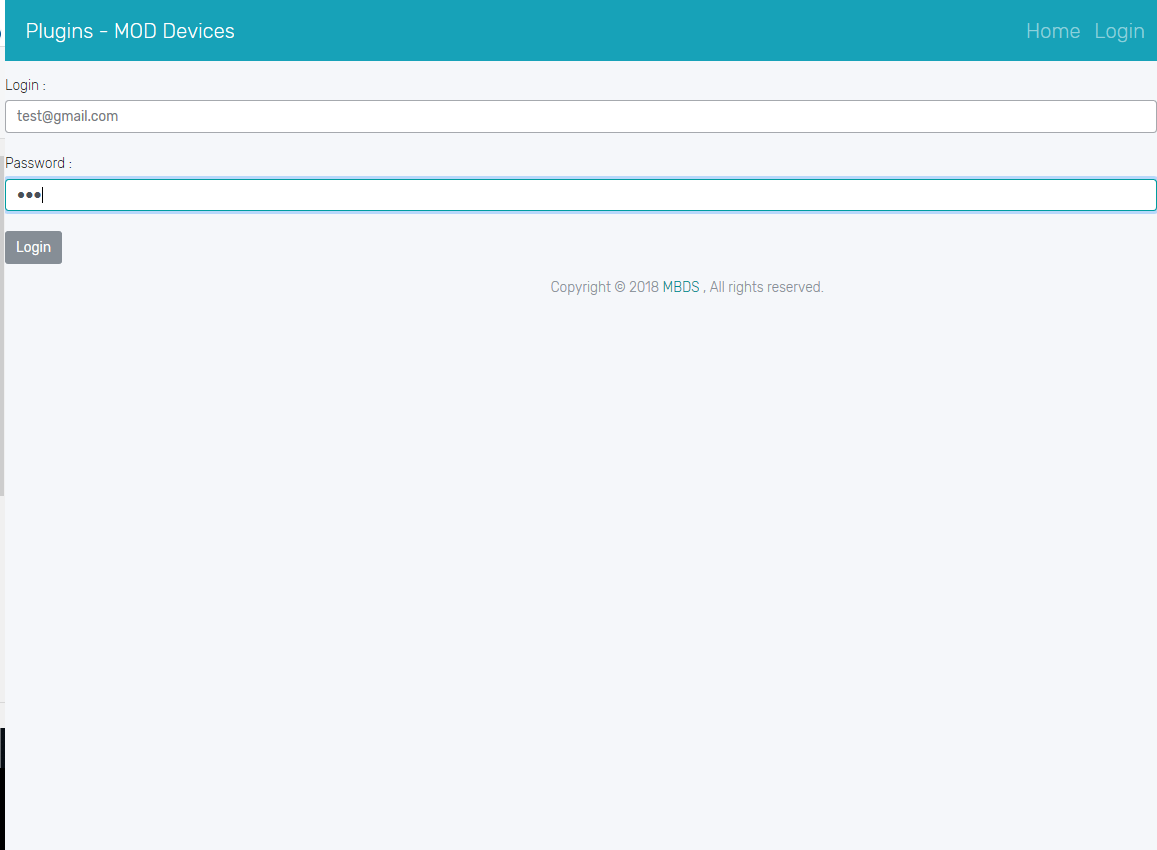 Plugins - MOD Devices
Home Login
Login :
test@gmail.com
Password :
•••
Login
Copyright © 2018 MBDS , All rights reserved.